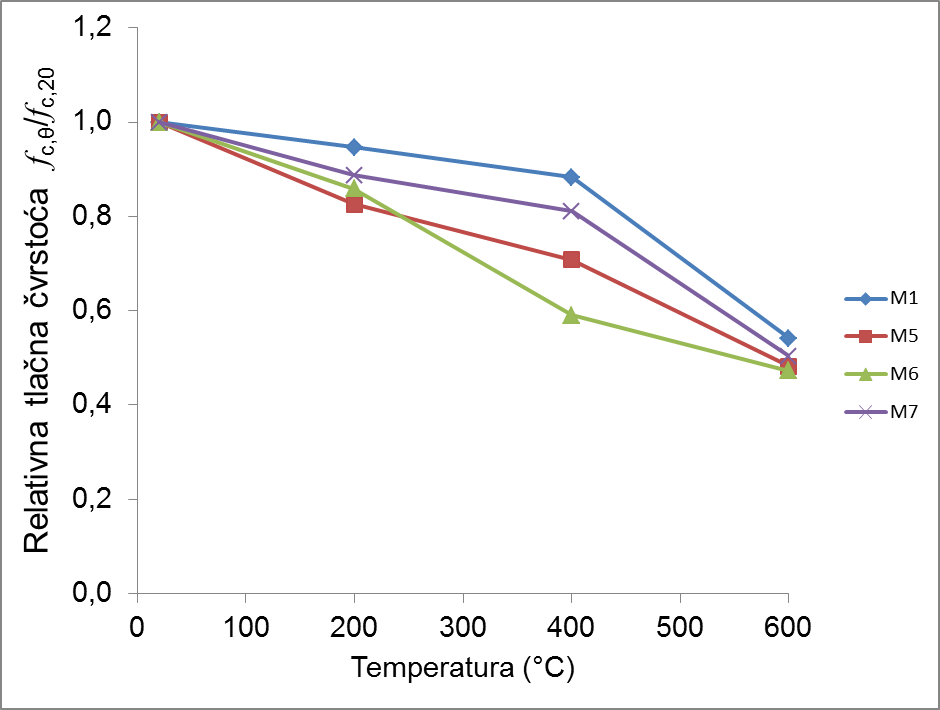 1,2
1,0
0,8
0,6
0,4
0,2
0,0
Relativna tlačna čvrstoća fc,θ/fc,20
0 100 200 300 400 500 600
Temperatura (°C)
M1
M5
M6
M7